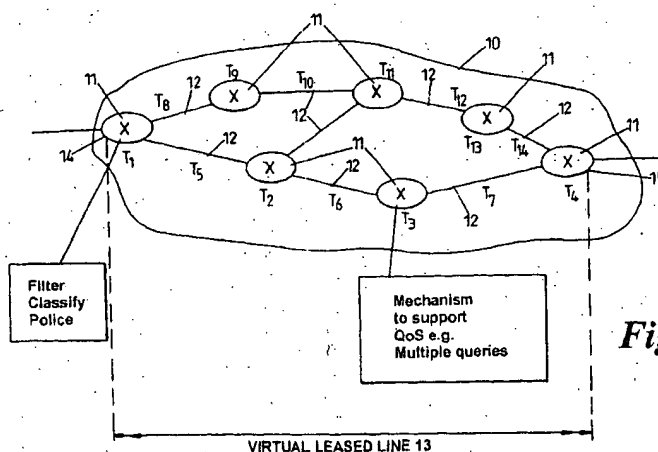 11
10
11
T9
T10
T11
12
11
T8
12
12
T12
11
X
X
X
12
X
12
14
T1
12
T13
T14
X
11
X
T5
11
X
T2
12
X
T4
T6
T3
12
T7
Filter
Classify
Police
Mechanism
to support
QoS e.g.
Multiple queries
VIRTUAL LEASED LINE 13